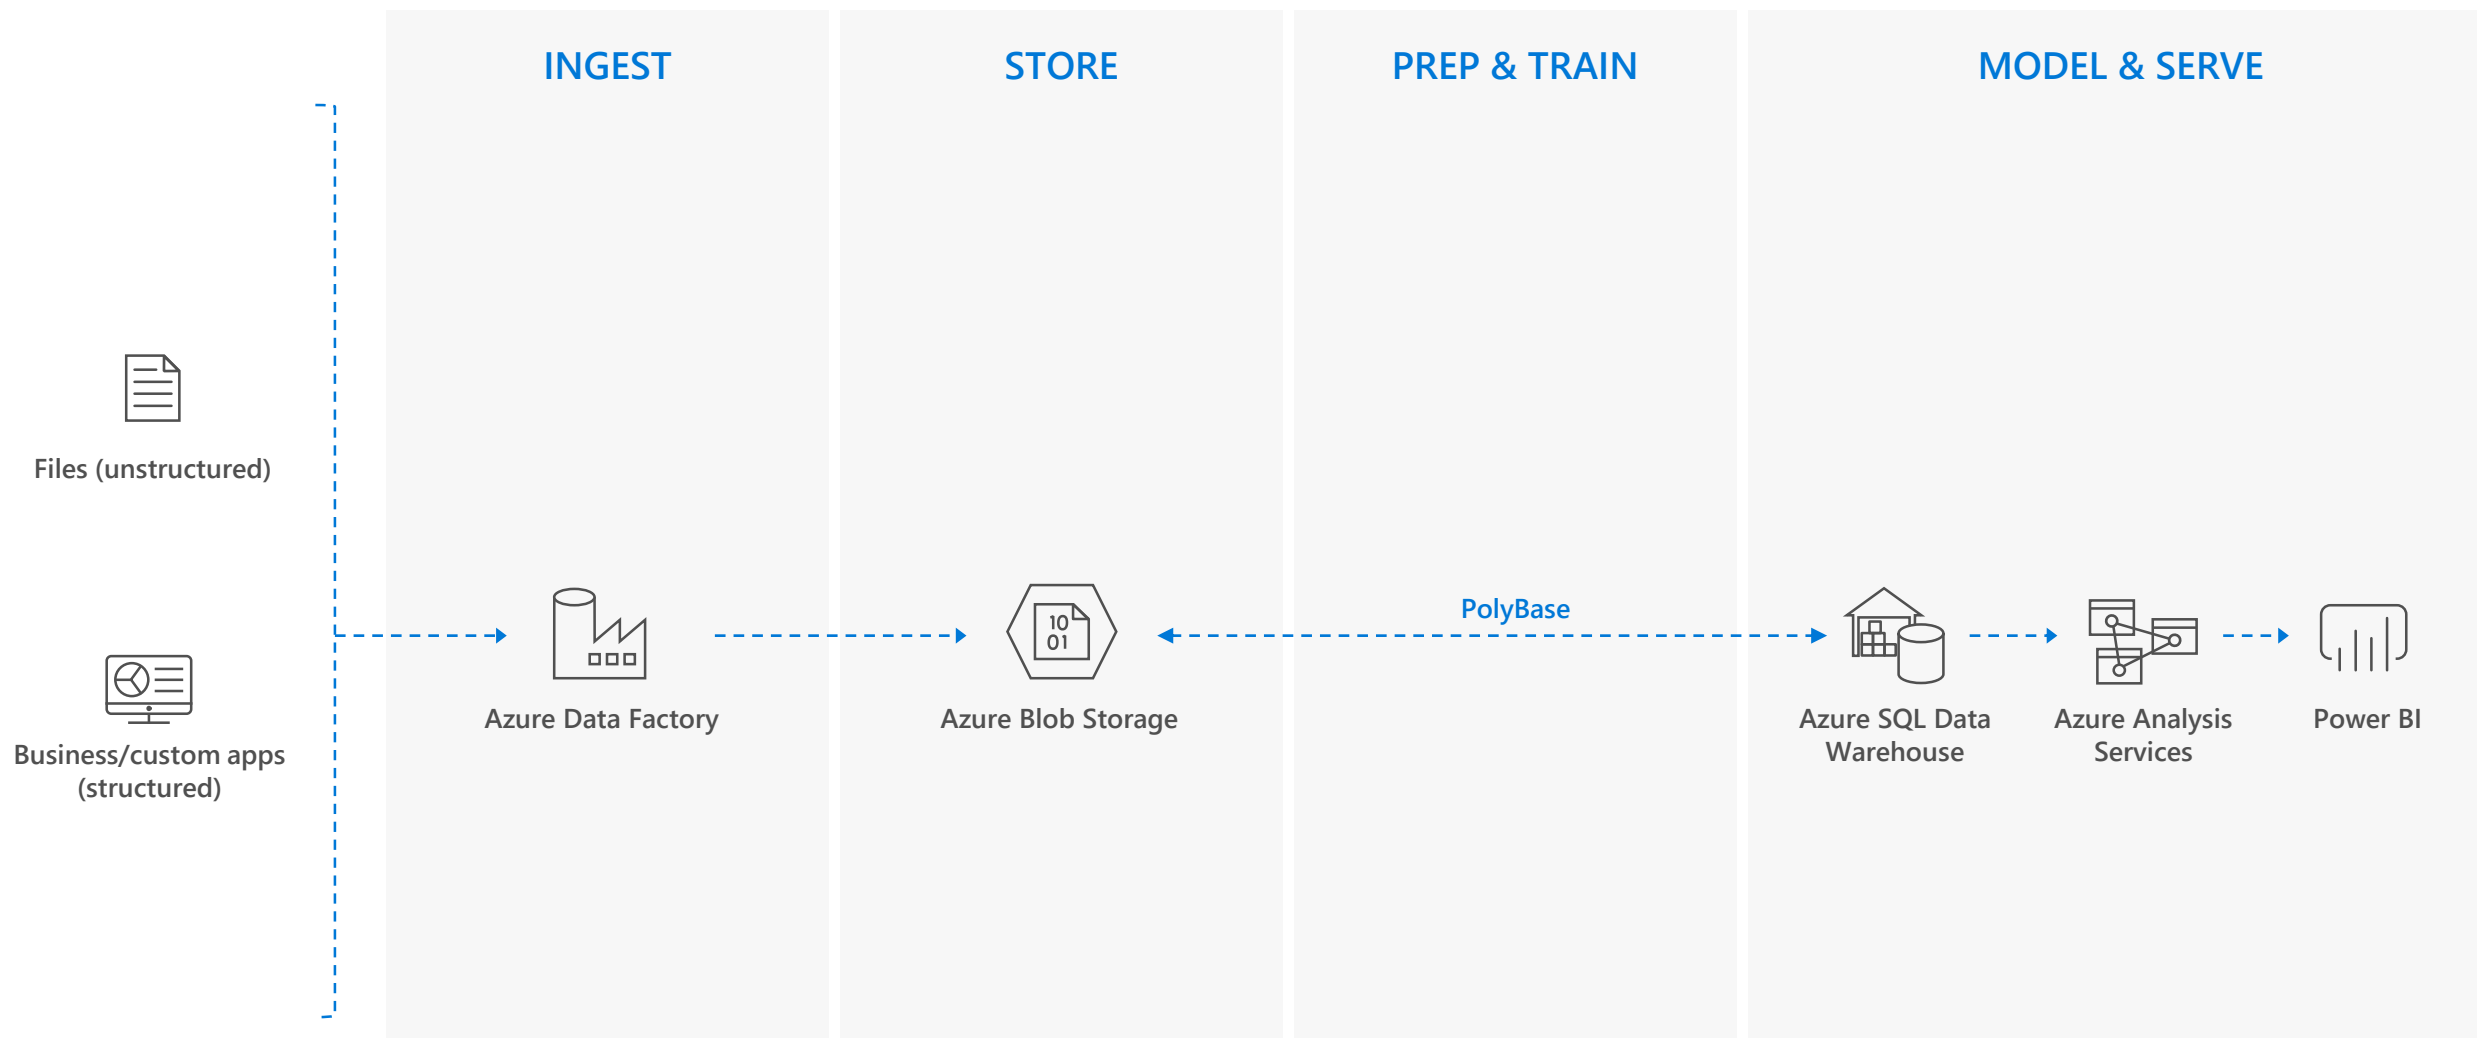 INGEST
STORE
PREP & TRAIN
MODEL & SERVE
Files (unstructured)
Business/custom apps
(structured)
Azure Data Factory
10
01
Azure Blob Storage
PolyBase
Azure SQL Data
Warehouse
Azure Analysis
Services
Power BI